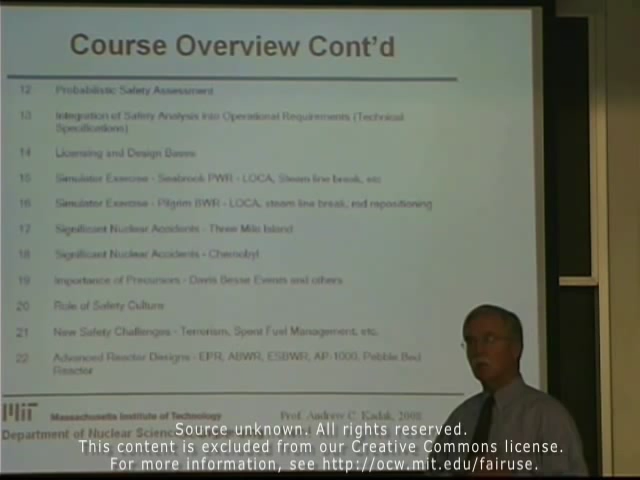 Course Overview Cont'd
12 Probabilistic Safety Assessment
13 Integration of Safety Analysis into Operational Requirements (Technical
Specifications)
14 Licensing and Design Bases
15 Simulator Exercise - Seabrook PWR - LOCA, Steam line break, etc
16 Simulator Exercise - Pilgrim BWR - LOCA, steam line break, rod repositioning
17 Significant Nuclear Accidents - Three Mile Island
18 Significant Nuclear Accidents - Chernobyl
19 Importance of Precursors - Davis Besse Events and others
20 Role of Safety Culture
21 New Safety Challenges - Terrorism, Spent Fuel Management, etc.
22 Advanced Reactor Designs - EPR, ABWR, ESBWR, AP-1000, Pebble Bed
Reactor
MIT Massachusetts Institute of Technology Prof. Andrew C. Kadak, 2008
Department of Nuclear Science
Source unknown. All rights reserved.
This content is excluded from our Creative Commons license.
For more information, see http://ocw.mit.edu/fairuse.